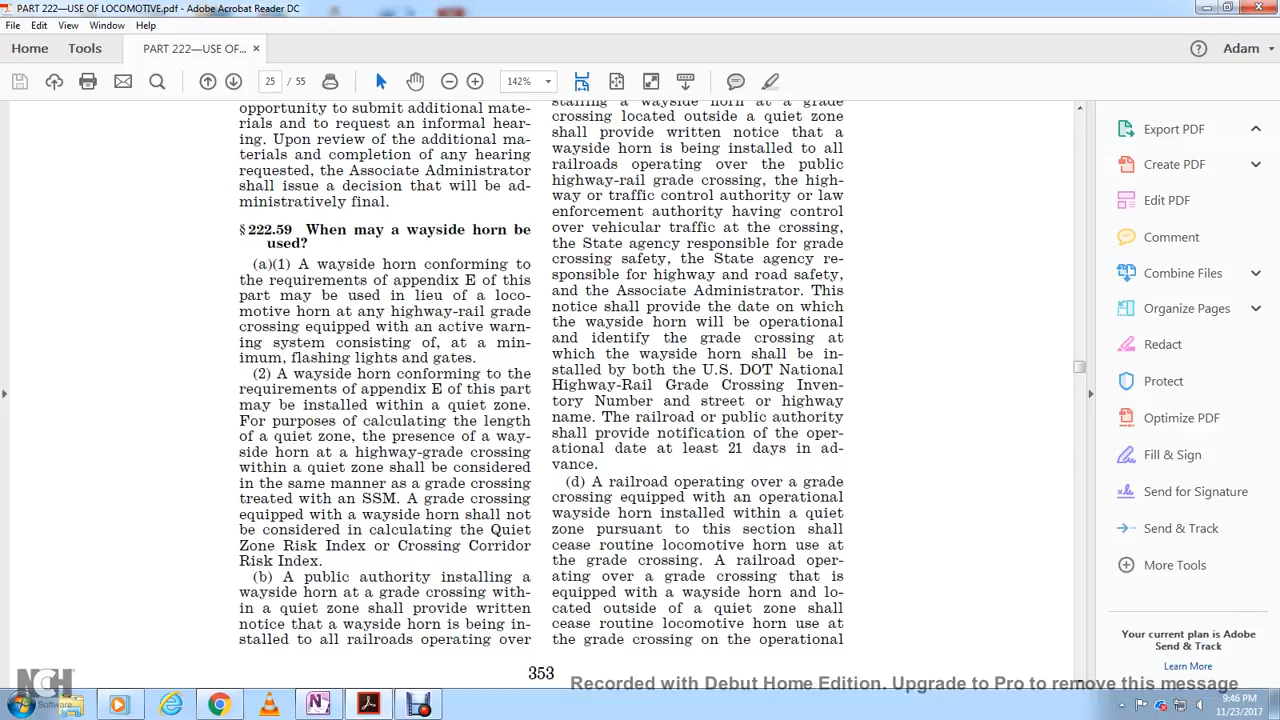 PART 222—USE OF LOCOMOTIVE.pdf - Adobe Acrobat Reader DC
File Edit View Window Help
Home Tools PART 222—USE OF... × ? Adam
25 / 55 142%
opportunity to submit additional mate-
rials and to request an informal hear-
ing. Upon review of the additional ma-
terials and completion of any hearing
requested, the Associate Administrator
shall issue a decision that will be ad-
ministratively final.
§ 222.59 When may a wayside horn be
used?
(a)(1) A wayside horn conforming to
the requirements of appendix E of this
part may be used in lieu of a loco-
motive horn at any highway-rail grade
crossing equipped with an active warn-
ing system consisting of, at a min-
imum, flashing lights and gates.
(2) A wayside horn conforming to the
requirements of appendix E of this part
may be installed within a quiet zone.
For purposes of calculating the length
of a quiet zone, the presence of a way-
side horn at a highway-grade crossing
within a quiet zone shall be considered
in the same manner as a grade crossing
treated with an SSM. A grade crossing
equipped with a wayside horn shall not
be considered in calculating the Quiet
Zone Risk Index or Crossing Corridor
Risk Index.
(b) A public authority installing a
wayside horn at a grade crossing with-
in a quiet zone shall provide written
notice that a wayside horn is being in-
stalled to all railroads operating over
stalling a wayside horn at a grade
crossing located outside a quiet zone
shall provide written notice that a
wayside horn is being installed to all
railroads operating over the public
highway-rail grade crossing, the high-
way or traffic control authority or law
enforcement authority having control
over vehicular traffic at the crossing,
the State agency responsible for grade
crossing safety, the State agency re-
sponsible for highway and road safety,
and the Associate Administrator. This
notice shall provide the date on which
the wayside horn will be operational
and identify the grade crossing at
which the wayside horn shall be in-
stalled by both the U.S. DOT National
Highway-Rail Grade Crossing Inven-
tory Number and street or highway
name. The railroad or public authority
shall provide notification of the oper-
ational date at least 21 days in ad-
vance.
(d) A railroad operating over a grade
crossing equipped with an operational
wayside horn installed within a quiet
zone pursuant to this section shall
cease routine locomotive horn use at
the grade crossing. A railroad oper-
ating over a grade crossing that is
equipped with a wayside horn and lo-
cated outside of a quiet zone shall
cease routine locomotive horn use at
the grade crossing on the operational
353
Export PDF
Create PDF
Edit PDF
Comment
Combine Files
Organize Pages
Redact
Protect
Optimize PDF
Fill & Sign
Send for Signature
Send & Track
More Tools
Your current plan is Adobe
Send & Track
Learn More
NCH
Software
Recorded with Debut Home Edition. Upgrade to Pro to remove this message
9:46 PM
11/23/2017